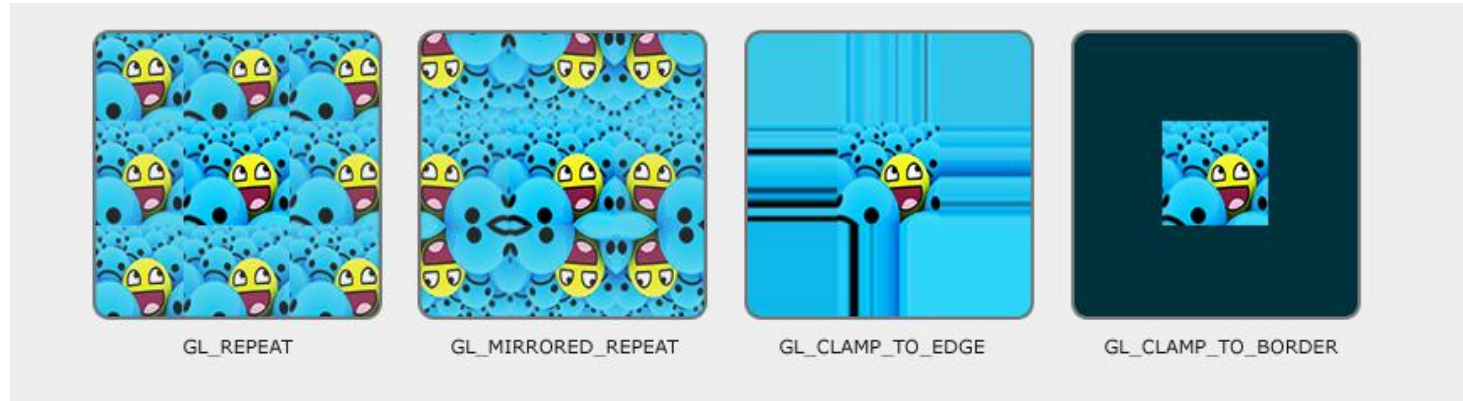 GL_REPEAT
GL_MIRRORED_REPEAT
GL_CLAMP_TO_EDGE
GL_CLAMP_TO_BORDER